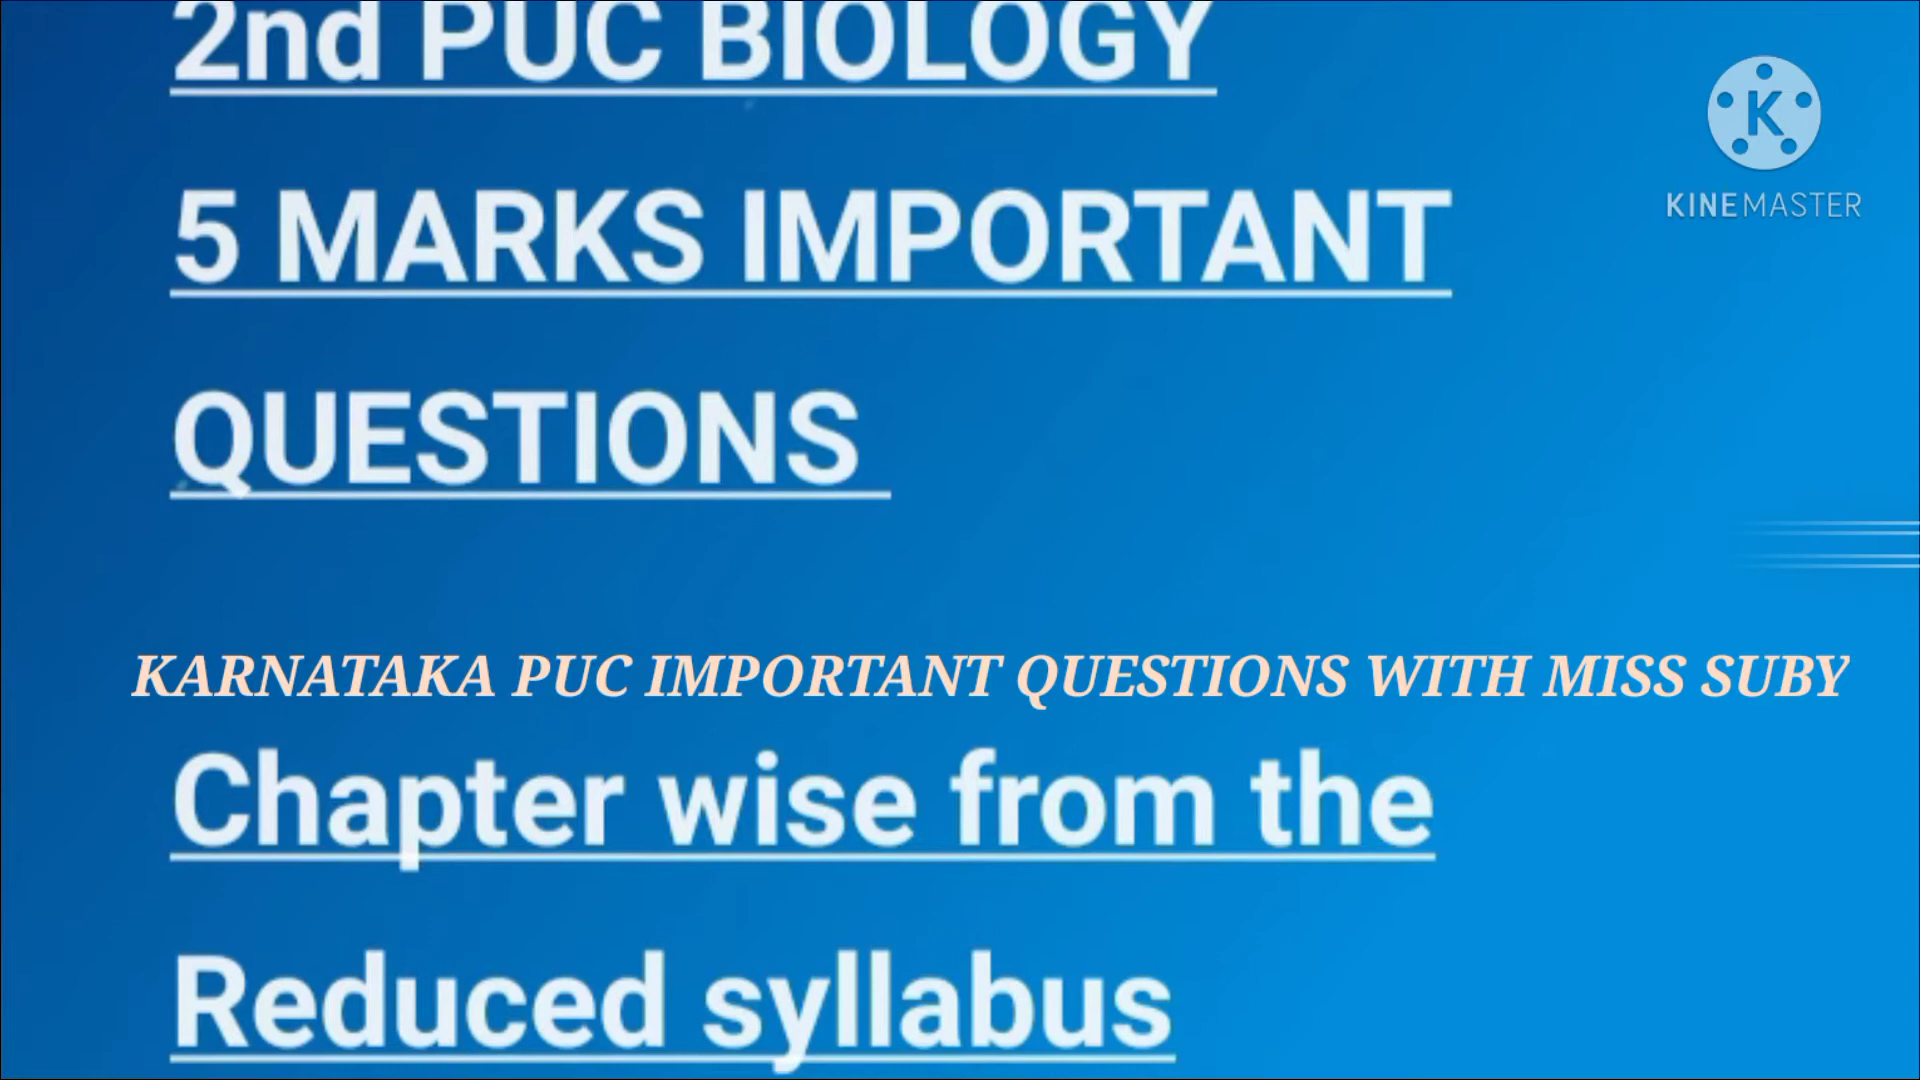 2nd PUC BIOLOGY
K
KINEMASTER
5 MARKS IMPORTANT
QUESTIONS
KARNATAKA PUC IMPORTANT QUESTIONS WITH MISS SUBY
Chapter wise from the
Reduced syllabus